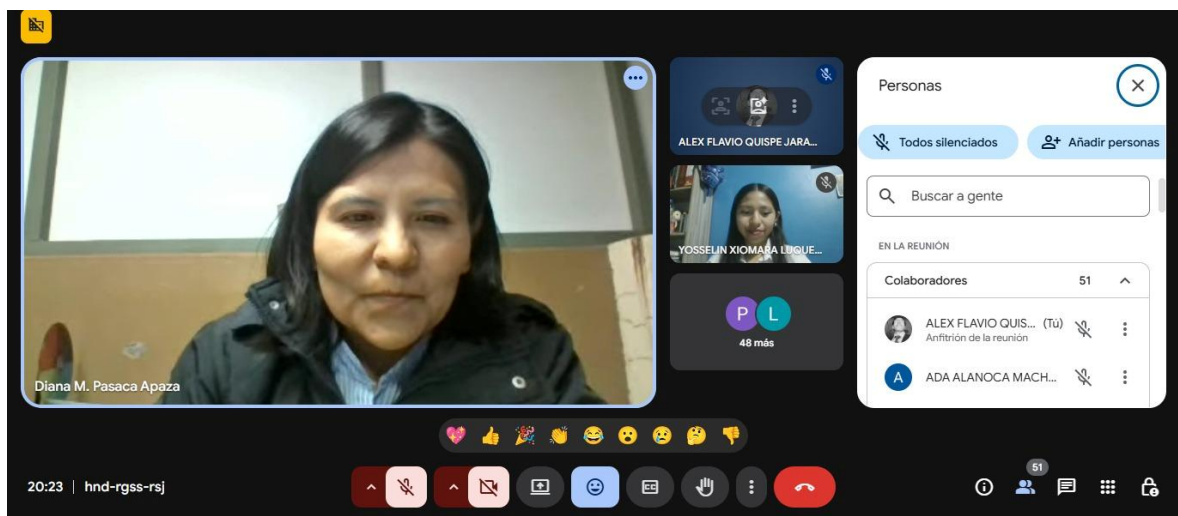 Diana M. Pasaca Apaza
ALEX FLAVIO QUISPE JARA...
YOSSELIN XIOMARA LUQUE...
P L
48 más
Personas
Todos silenciados
Añadir personas
Buscar a gente
EN LA REUNIÓN
Colaboradores 51
ALEX FLAVIO QUIS... (Tú)
Anfitrión de la reunión
A ADA ALANOCA MACH...
20:23 | hnd-rgss-rsj
CC
51